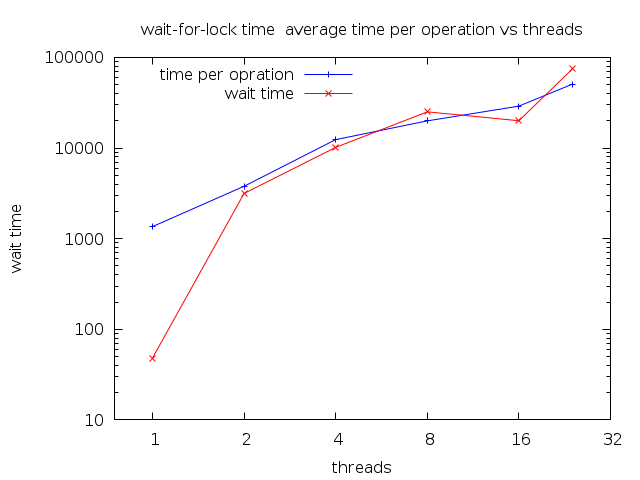 wait-for-lock time  average time per operation vs threads
100000
10000
1000
100
10
time per opration
wait time
wait time
1 2 4 8 16 32
threads